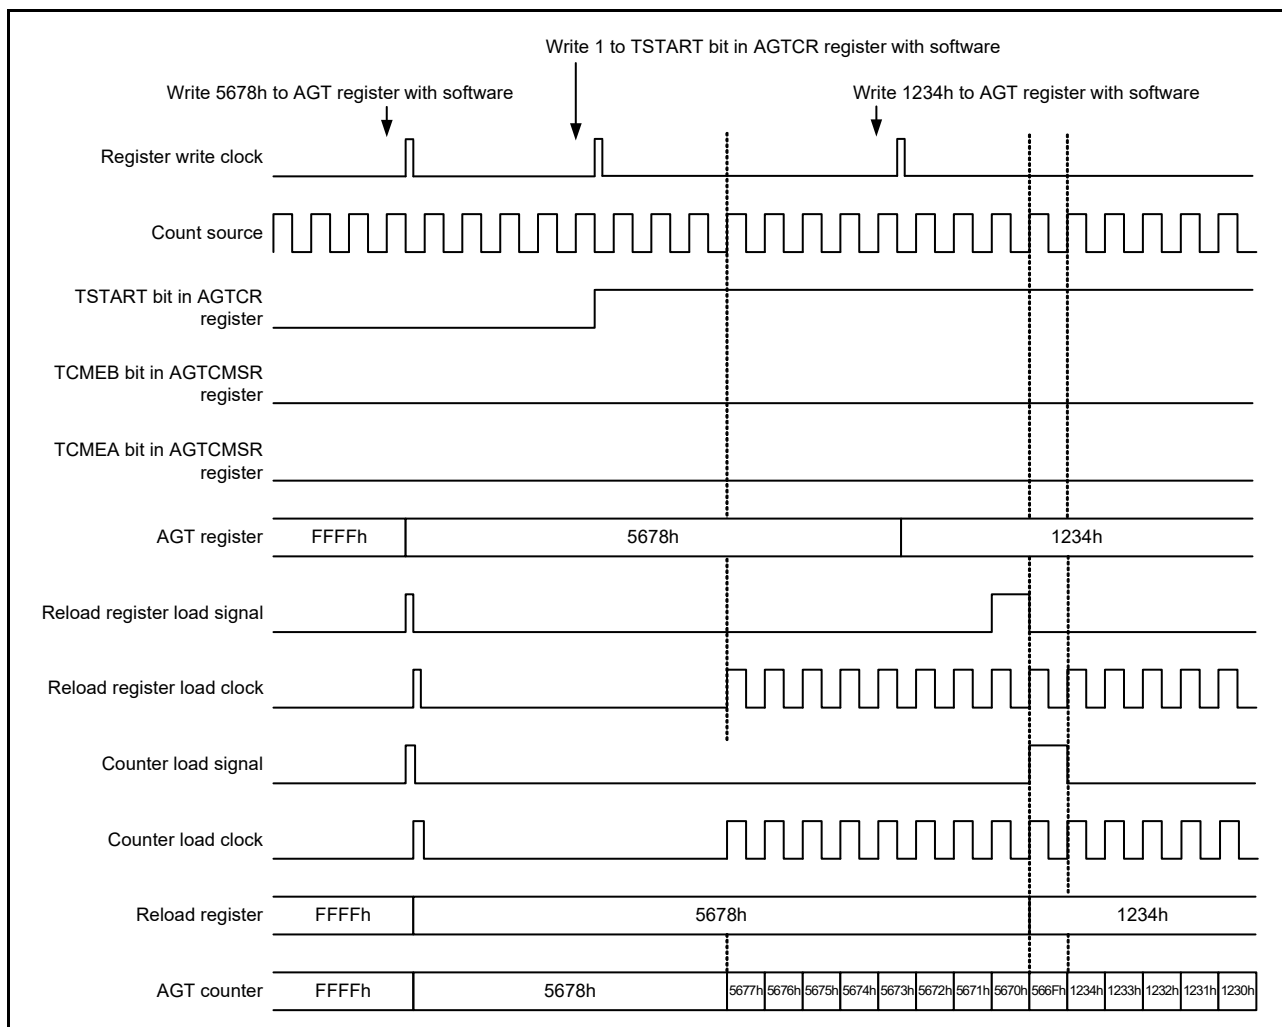 Write 1 to TSTART bit in AGTCR register with software
Write 5678h to AGT register with software
Write 1234h to AGT register with software
Register write clock
Count source
TSTART bit in AGTCR
register
TCMEB bit in AGTCMSR
register
TCMEA bit in AGTCMSR
register
AGT register FFFFh 5678h 1234h
Reload register load signal
Reload register load clock
Counter load signal
Counter load clock
Reload register FFFFh 5678h 1234h
AGT counter FFFFh 5678h 5677h 5676h 5675h 5674h 5673h 5672h 5671h 5670h 566Fh 1234h 1233h 1232h 1231h 1230h